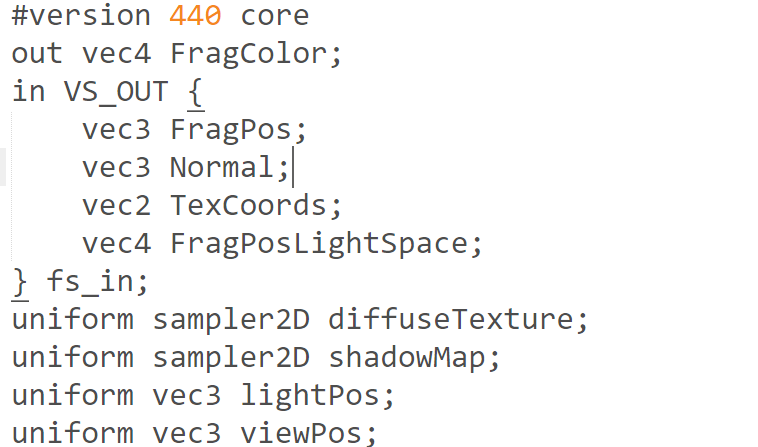 #version 440 core
out vec4 FragColor;
in VS_OUT {
    vec3 FragPos;
    vec3 Normal;
    vec2 TexCoords;
    vec4 FragPosLightSpace;
} fs_in;
uniform sampler2D diffuseTexture;
uniform sampler2D shadowMap;
uniform vec3 lightPos;
uniform vec3 viewPos;